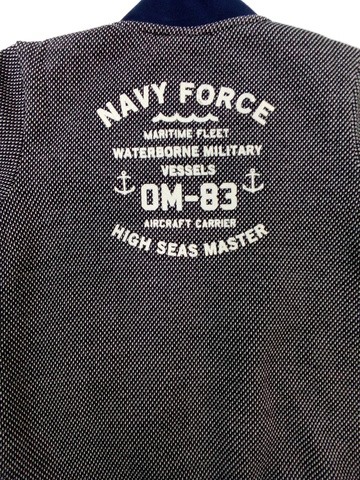 NAVY FORCE
MARITIME FLEET
WATERBORNE MILITARY
VESSELS
OM-83
AIRCRAFT CARRIER
HIGH SEAS MASTER